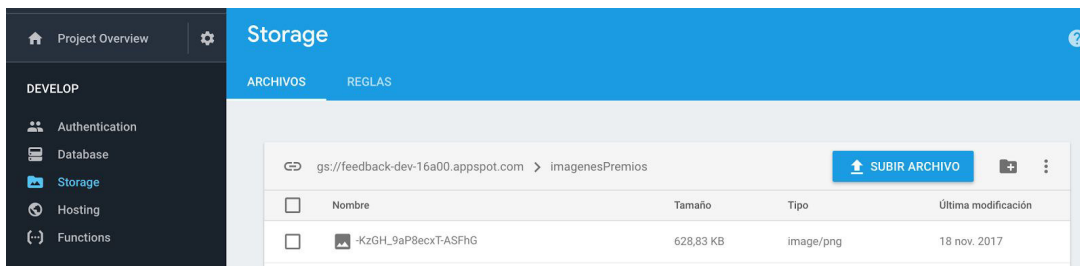 Project Overview
Storage
?
ARCHIVOS REGLAS
DEVELOP
Authentication
Database
Storage
Hosting
Functions
gs://feedback-dev-16a00.appspot.com > imagenesPremios SUBIR ARCHIVO
Nombre Tamaño Tipo Última modificación
-KzGH_9aP8ecxT-ASFhG 628,83 KB image/png 18 nov. 2017